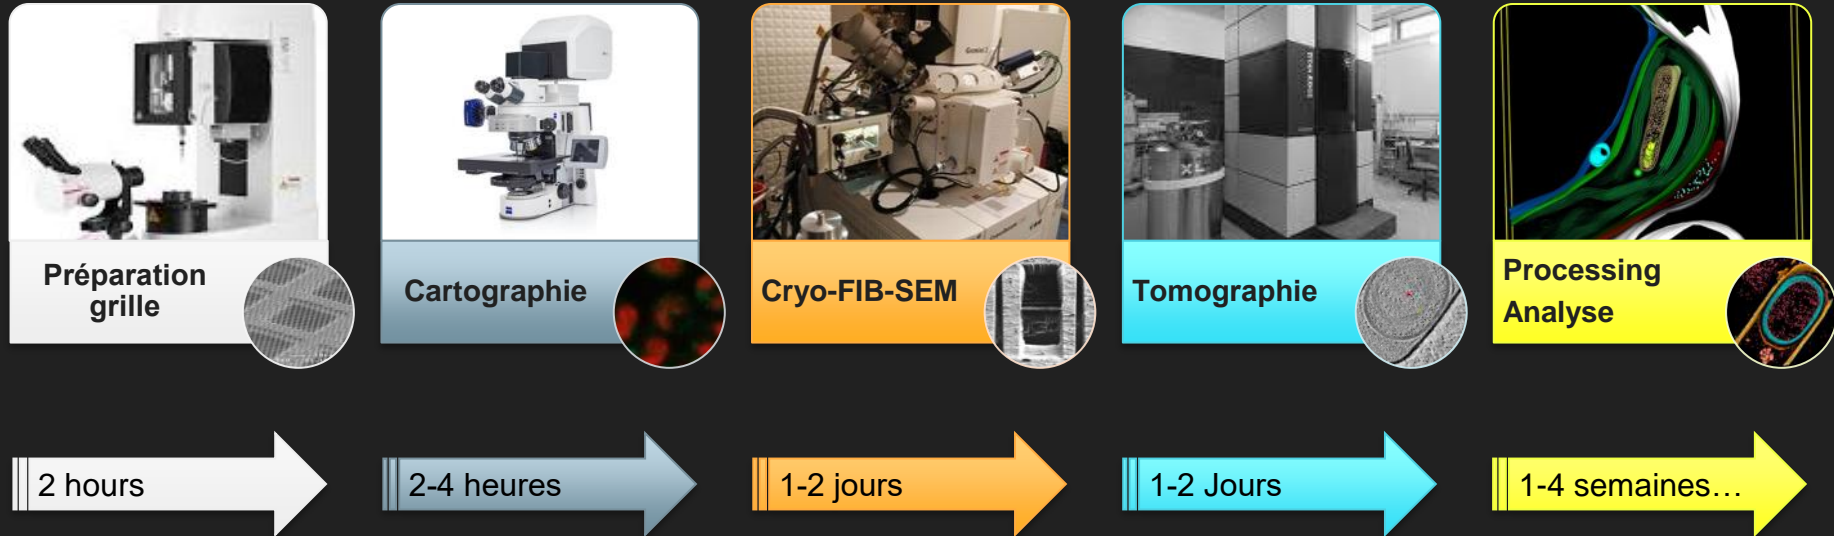 Préparation
grille
Cartographie
Cryo-FIB-SEM
Tomographie
Processing
Analyse
2 hours
2-4 heures
1-2 jours
1-2 Jours
1-4 semaines…